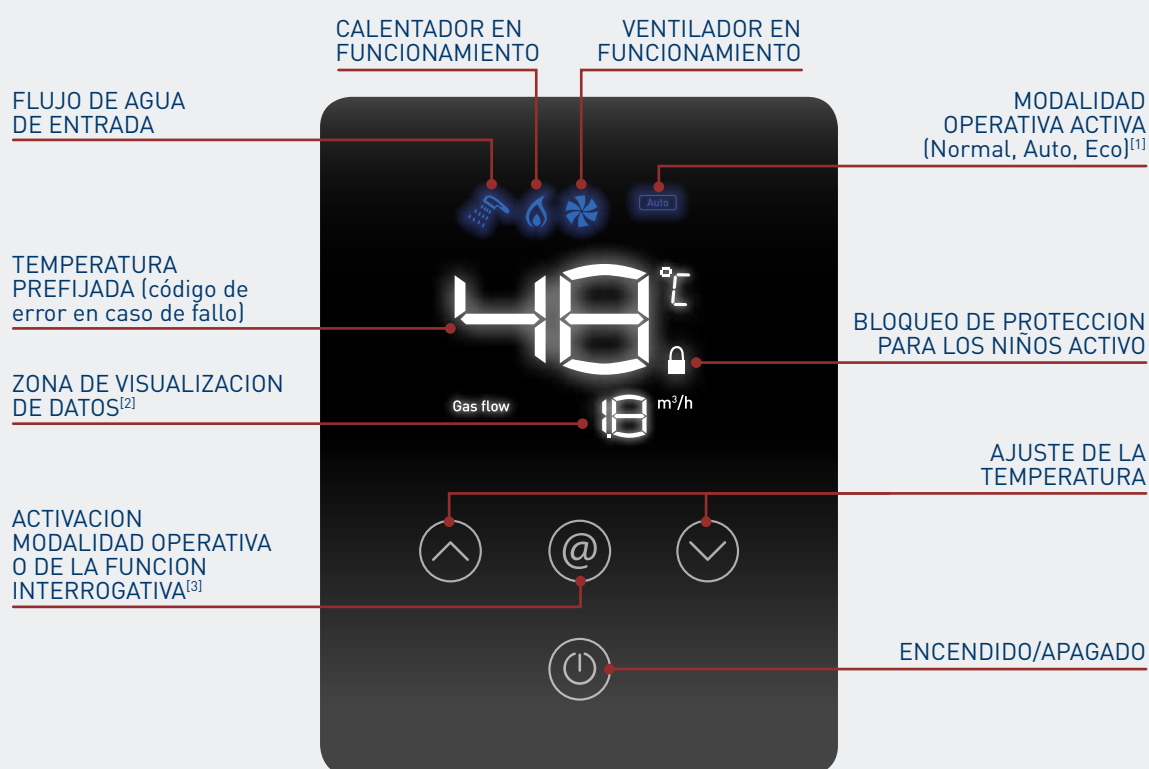 CALENTADOR EN
FUNCIONAMIENTO
VENTILADOR EN
FUNCIONAMIENTO
FLUJO DE AGUA
DE ENTRADA
MODALIDAD
OPERATIVA ACTIVA
(Normal, Auto, Eco)[1]
Auto
TEMPERATURA
PREFIJADA (código de
error en caso de fallo)
48 °C
BLOQUEO DE PROTECCION
PARA LOS NIÑOS ACTIVO
ZONA DE VISUALIZACION
DE DATOS[2]
Gas flow 1.8 m³/h
AJUSTE DE LA
TEMPERATURA
ACTIVACION
MODALIDAD OPERATIVA
O DE LA FUNCION
INTERROGATIVA[3]
@
ENCENDIDO/APAGADO